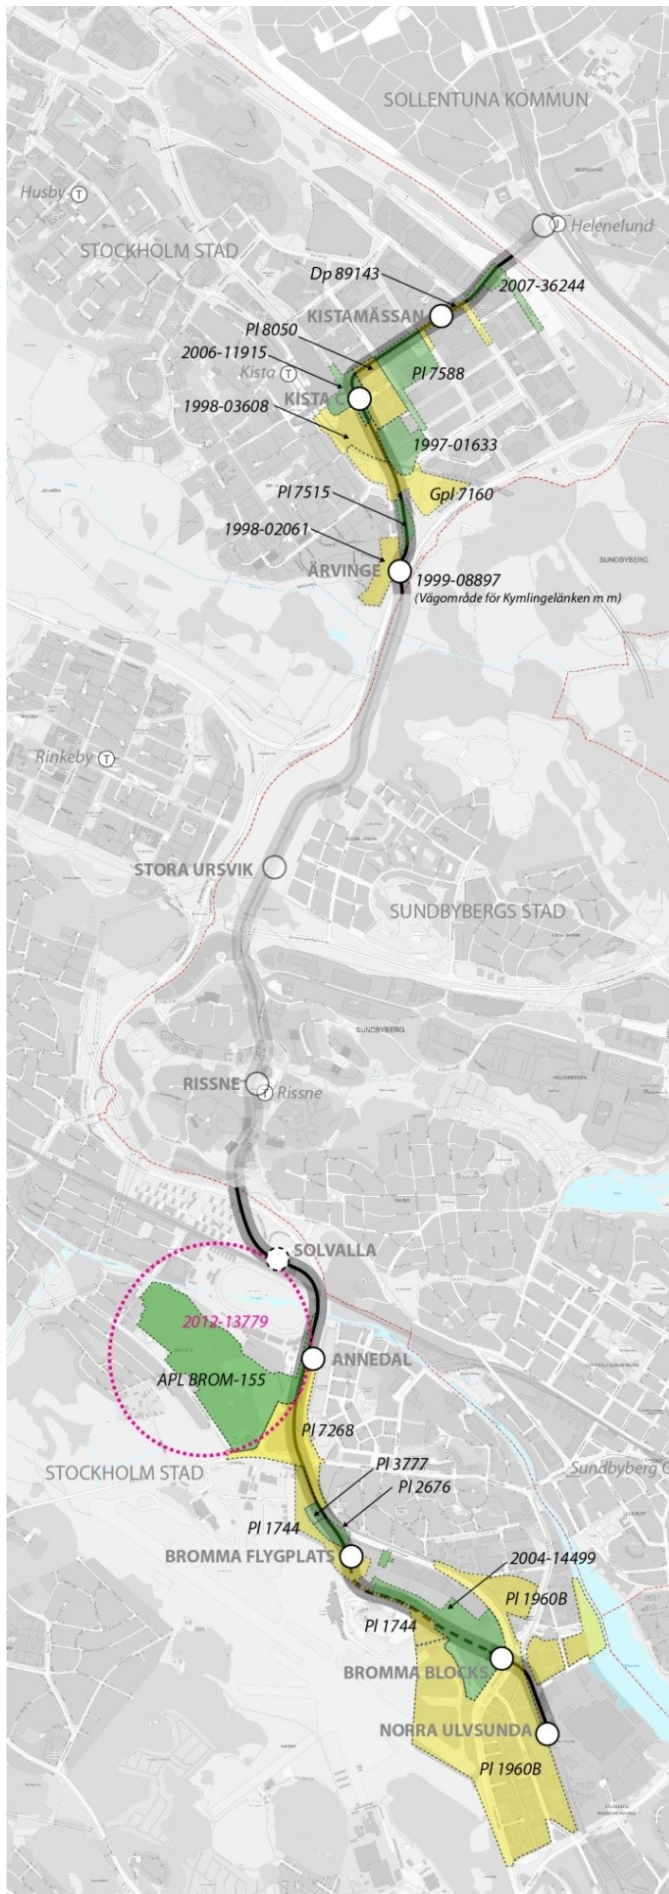 SOLLENTUNA KOMMUN
Husby T
Helenelund
STOCKHOLM STAD
Dp 89143
2007-36244
KISTAMÄSSAN
Pl 8050
2006-11915
Kista T
Pl 7588
KISTA C
1998-03608
1997-01633
Pl 7515
Gpl 7160
1998-02061
ÄRVINGE
SUNDBYBERG
1999-08897
(Vägområde för Kymlingelänken m m)
Rinkeby T
STORA URSVIK
SUNDBYBERGS STAD
SUNDBYBERG
RISSNE
T Rissne
SOLVALLA
2012-13779
ANNEDAL
APL BROM-155
Pl 7268
STOCKHOLM STAD
Pl 3777
Sundbyberg C
Pl 2676
Pl 1744
BROMMA FLYGPLATS
2004-14499
Pl 1960B
Pl 1744
BROMMA BLOCKS
NORRA ULVSUNDA
Pl 1960B